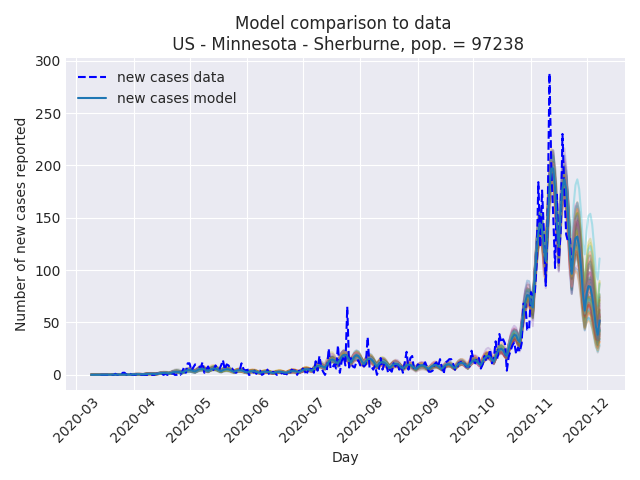 Model comparison to data
US - Minnesota - Sherburne, pop. = 97238
300
250
200
150
100
50
0
Number of new cases reported
new cases data
new cases model
2020-03
2020-04
2020-05
2020-06
2020-07
2020-08
2020-09
2020-10
2020-11
2020-12
Day